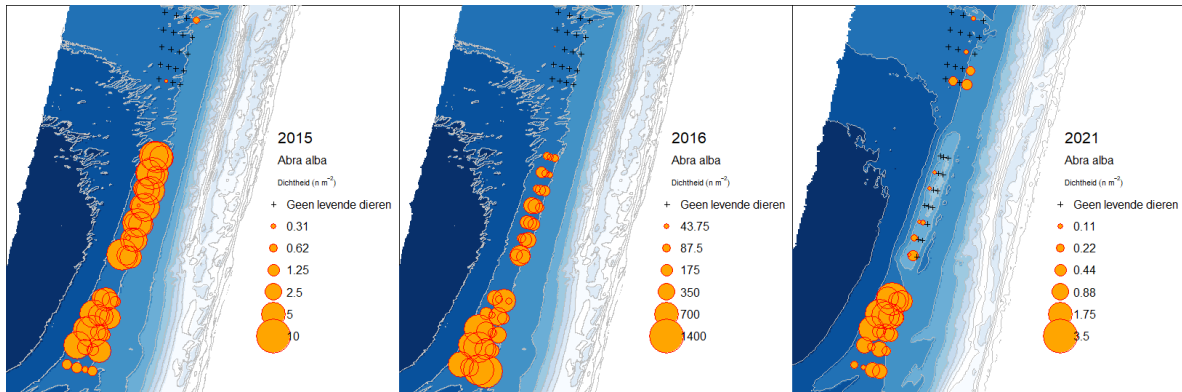 2015
Abra alba
Dichtheid (n m⁻²)
+ Geen levende dieren
0.31
0.62
1.25
2.5
5
10
2016
Abra alba
Dichtheid (n m⁻²)
+ Geen levende dieren
43.75
87.5
175
350
700
1400
2021
Abra alba
Dichtheid (n m⁻²)
+ Geen levende dieren
0.11
0.22
0.44
0.88
1.75
3.5